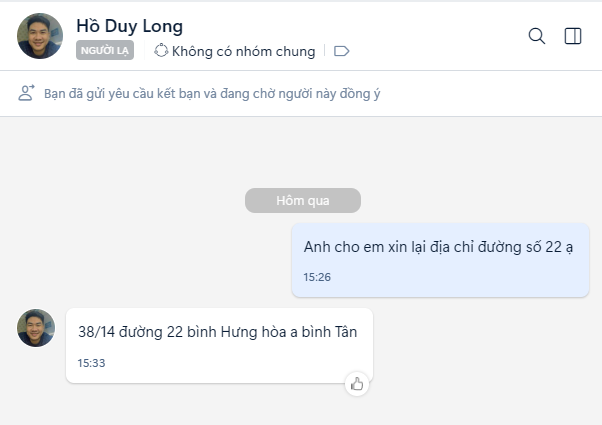 Hồ Duy Long
NGƯỜI LẠ
Không có nhóm chung
Bạn đã gửi yêu cầu kết bạn và đang chờ người này đồng ý
Hôm qua
Anh cho em xin lại địa chỉ đường số 22 ạ
15:26
38/14 đường 22 bình Hưng hòa a bình Tân
15:33